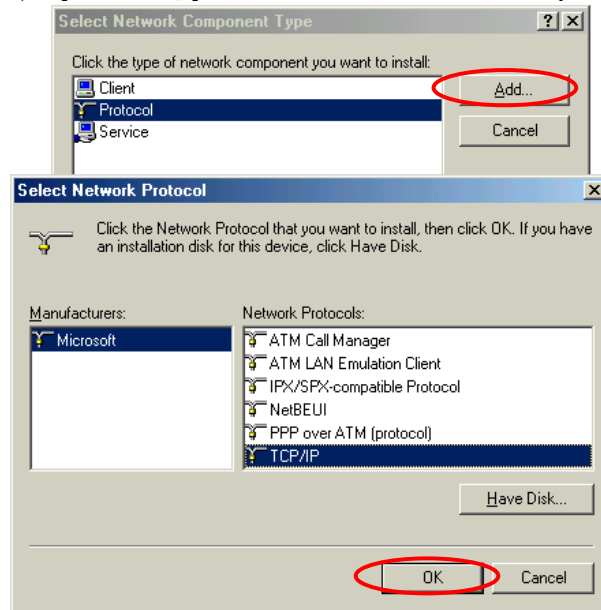 Select Network Component Type
Click the type of network component you want to install:
Client
Protocol
Service
Add...
Cancel
Select Network Protocol
Click the Network Protocol that you want to install, then click OK. If you have
an installation disk for this device, click Have Disk.
Manufacturers:
Microsoft
Network Protocols:
ATM Call Manager
ATM LAN Emulation Client
IPX/SPX-compatible Protocol
NetBEUI
PPP over ATM (protocol)
TCP/IP
Have Disk...
OK
Cancel